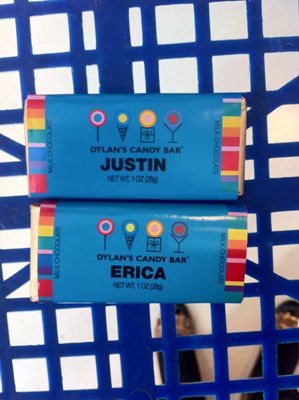 MILK CHOCOLATE
DYLAN'S CANDY BAR®
JUSTIN
NET WT. 1 OZ (28g)
MILK CHOCOLATE
MILK CHOCOLATE
DYLAN'S CANDY BAR®
ERICA
NET WT. 1 OZ (28g)
MILK CHOCOLATE